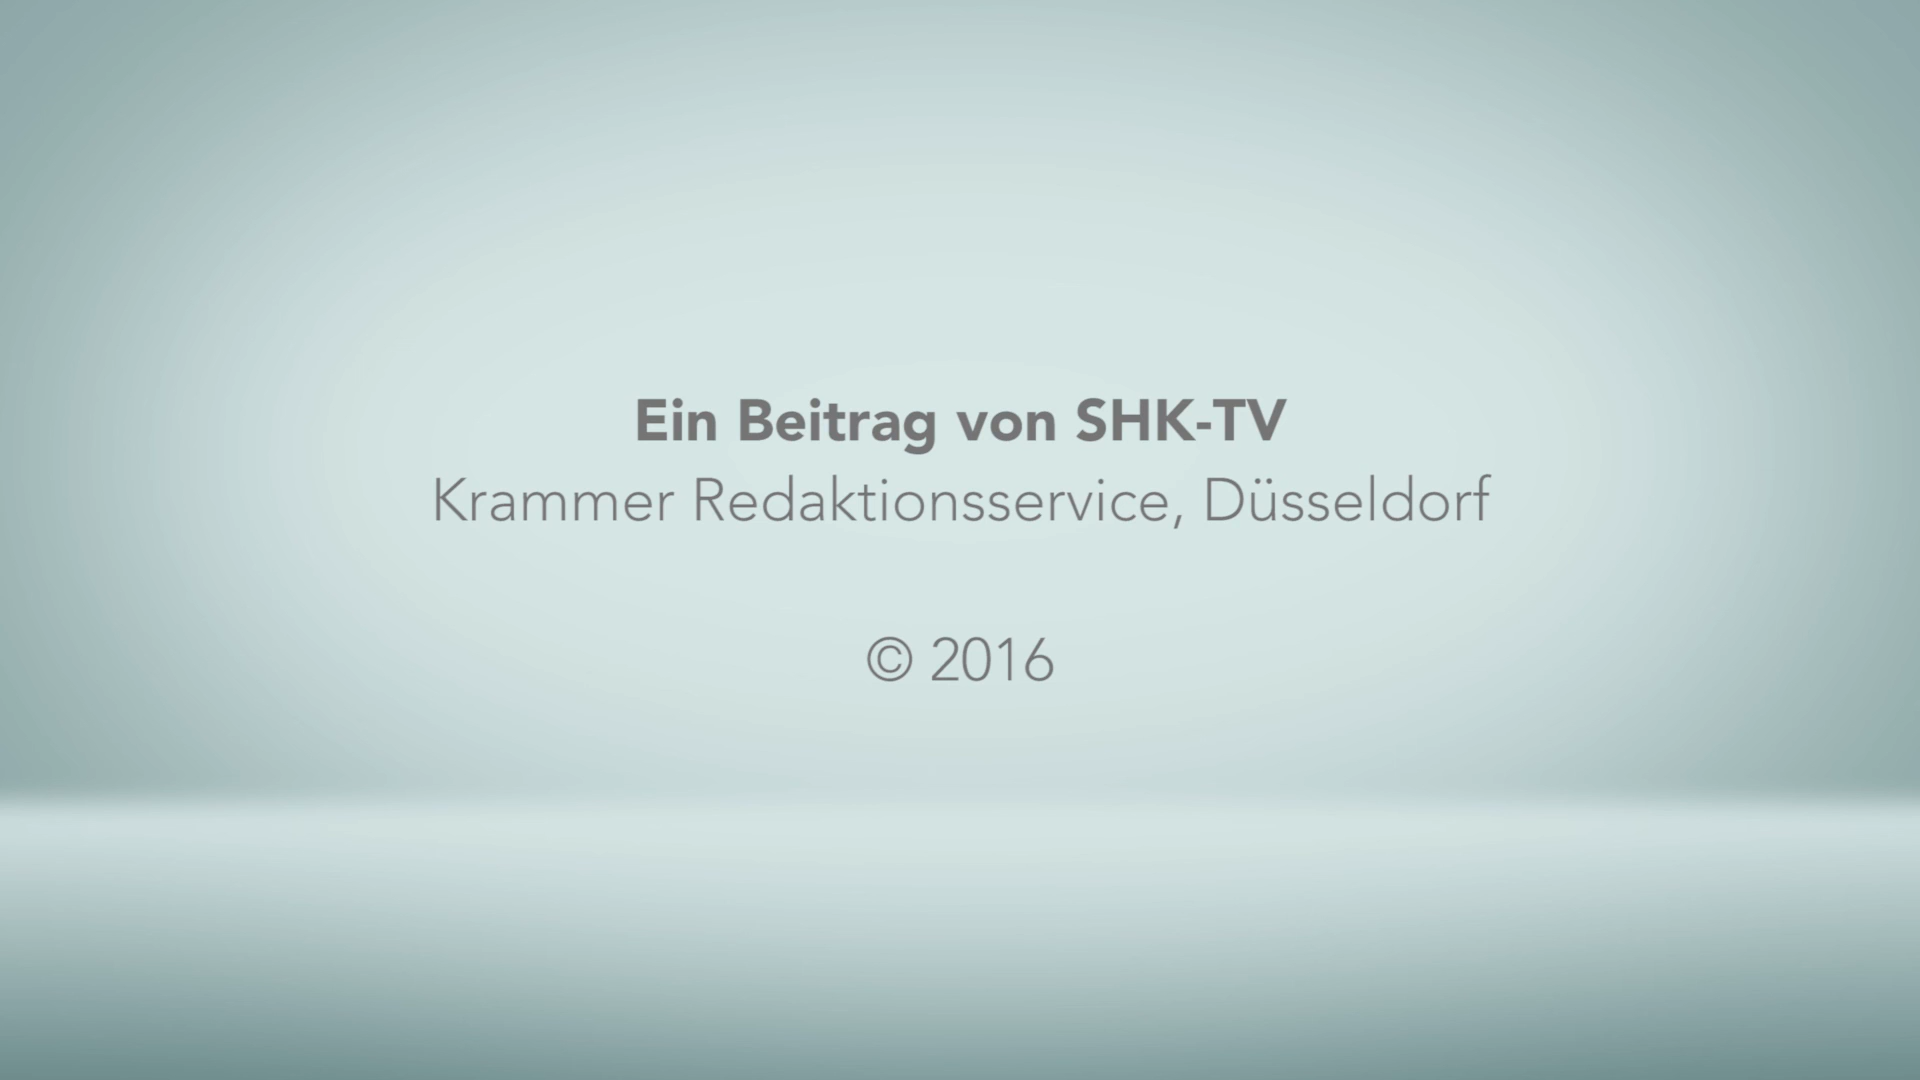 Ein Beitrag von SHK-TV
Krammer Redaktionsservice, Düsseldorf
© 2016